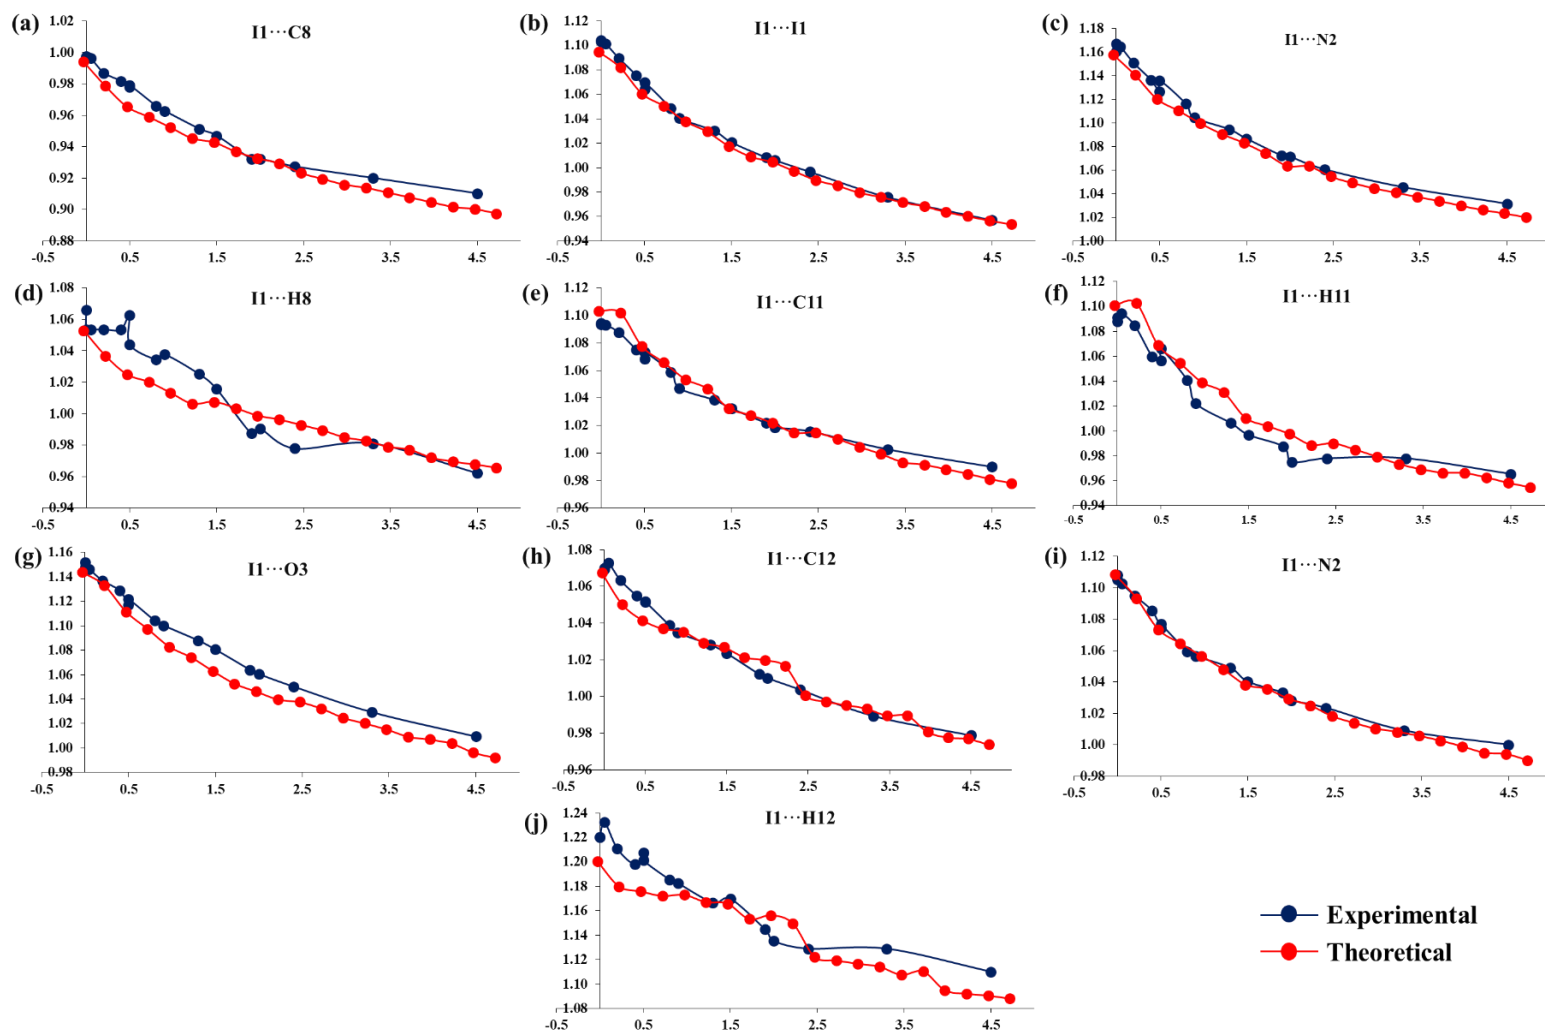 (a)
I1···C8
1.02
1.00
0.98
0.96
0.94
0.92
0.90
0.88
-0.5 0.5 1.5 2.5 3.5 4.5
(b)
I1···I1
1.12
1.10
1.08
1.06
1.04
1.02
1.00
0.98
0.96
0.94
-0.5 0.5 1.5 2.5 3.5 4.5
(c)
I1···N2
1.18
1.16
1.14
1.12
1.10
1.08
1.06
1.04
1.02
1.00
-0.5 0.5 1.5 2.5 3.5 4.5
(d)
I1···H8
1.08
1.06
1.04
1.02
1.00
0.98
0.96
0.94
-0.5 0.5 1.5 2.5 3.5 4.5
(e)
I1···C11
1.12
1.10
1.08
1.06
1.04
1.02
1.00
0.98
0.96
-0.5 0.5 1.5 2.5 3.5 4.5
(f)
I1···H11
1.12
1.10
1.08
1.06
1.04
1.02
1.00
0.98
0.96
0.94
-0.5 0.5 1.5 2.5 3.5 4.5
(g)
I1···O3
1.16
1.14
1.12
1.10
1.08
1.06
1.04
1.02
1.00
0.98
-0.5 0.5 1.5 2.5 3.5 4.5
(h)
I1···C12
1.08
1.06
1.04
1.02
1.00
0.98
0.96
-0.5 0.5 1.5 2.5 3.5 4.5
(i)
I1···N2
1.12
1.10
1.08
1.06
1.04
1.02
1.00
0.98
-0.5 0.5 1.5 2.5 3.5 4.5
(j)
I1···H12
1.24
1.22
1.20
1.18
1.16
1.14
1.12
1.10
1.08
-0.5 0.5 1.5 2.5 3.5 4.5
Experimental
Theoretical